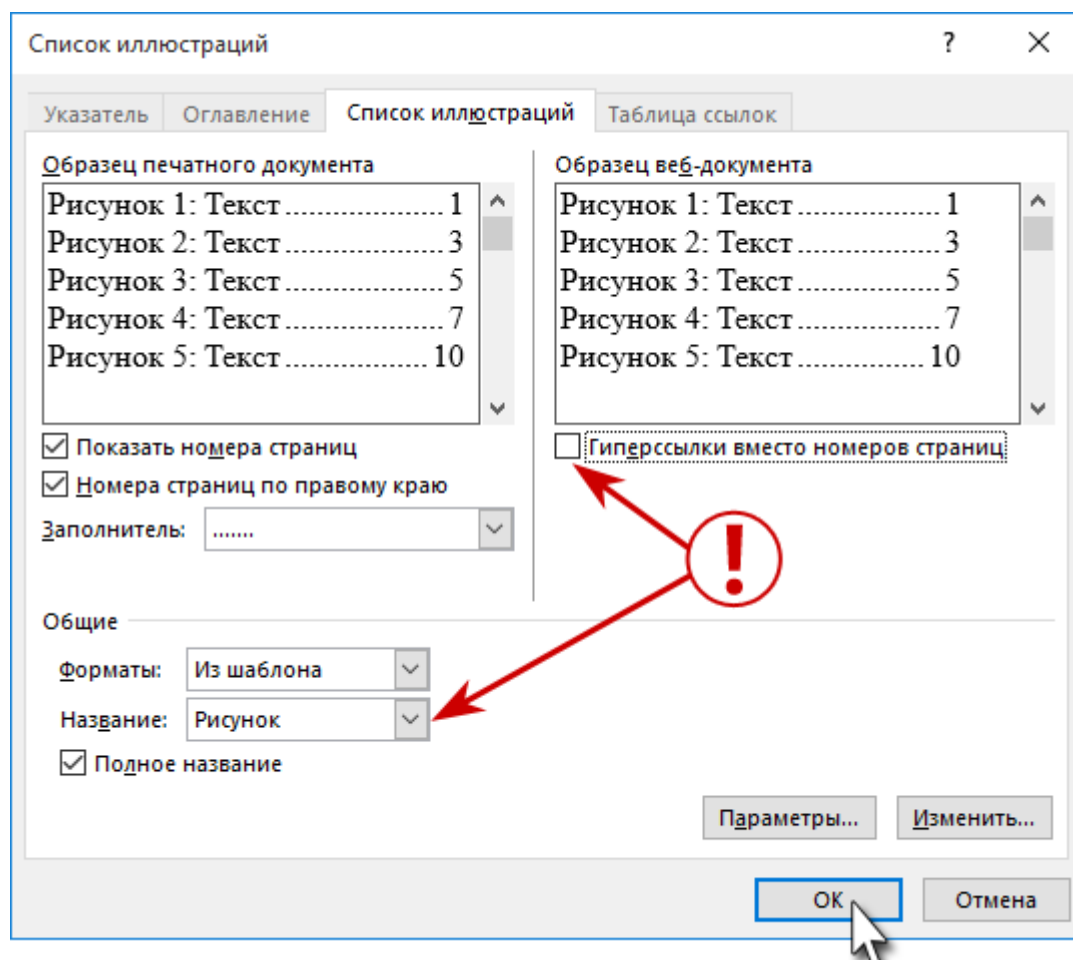 Список иллюстраций ?
Указатель Оглавление Список иллюстраций Таблица ссылок
Образец печатного документа
Рисунок 1: Текст.................... 1
Рисунок 2: Текст.................... 3
Рисунок 3: Текст.................... 5
Рисунок 4: Текст.................... 7
Рисунок 5: Текст.................. 10
Показать номера страниц
Номера страниц по правому краю
Заполнитель: .......
Образец веб-документа
Рисунок 1: Текст.................... 1
Рисунок 2: Текст.................... 3
Рисунок 3: Текст.................... 5
Рисунок 4: Текст.................... 7
Рисунок 5: Текст.................. 10
Гиперссылки вместо номеров страниц
!
Общие
Форматы: Из шаблона
Название: Рисунок
Полное название
Параметры... Изменить...
ОК Отмена